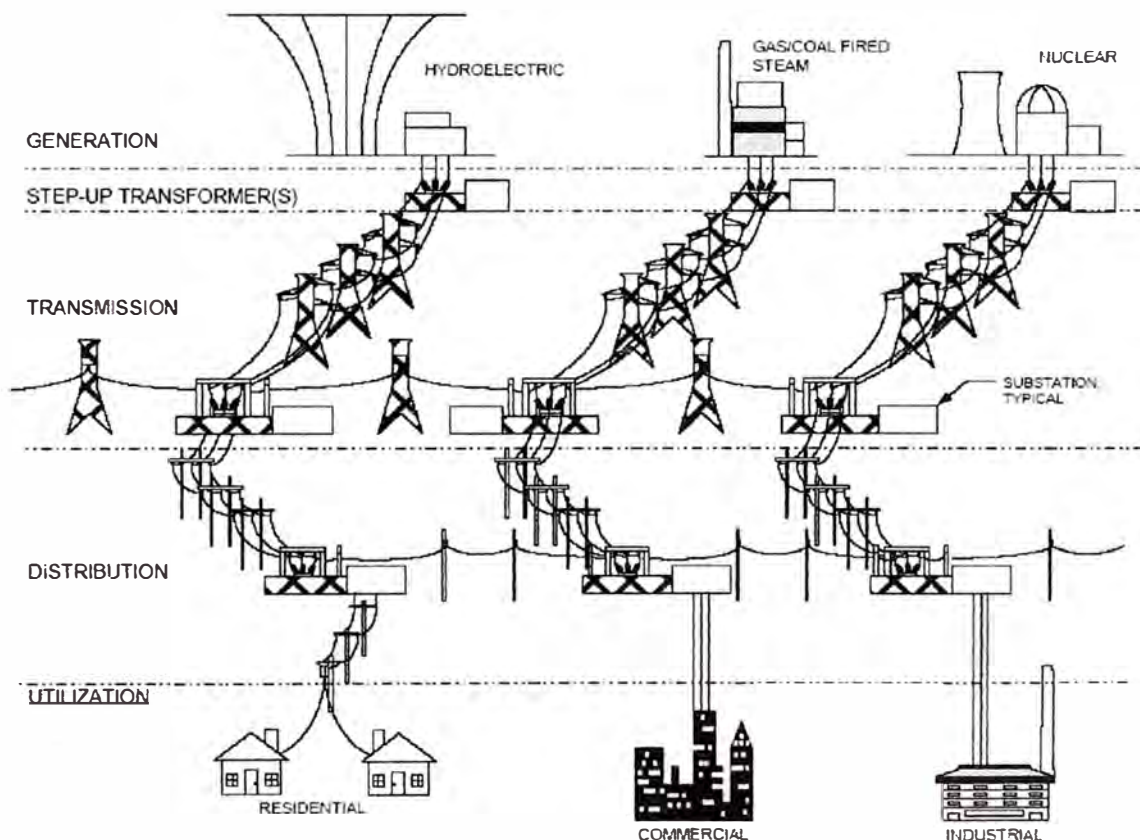 HYDROELECTRIC
GAS/COAL FIRED
STEAM
NUCLEAR
GENERATION
STEP-UP TRANSFORMER(S)
TRANSMISSION
SUBSTATION,
TYPICAL
DiSTRIBUTION
UTILIZATION
RESIDENTIAL
COMMERCIAL
INDUSTRIAL